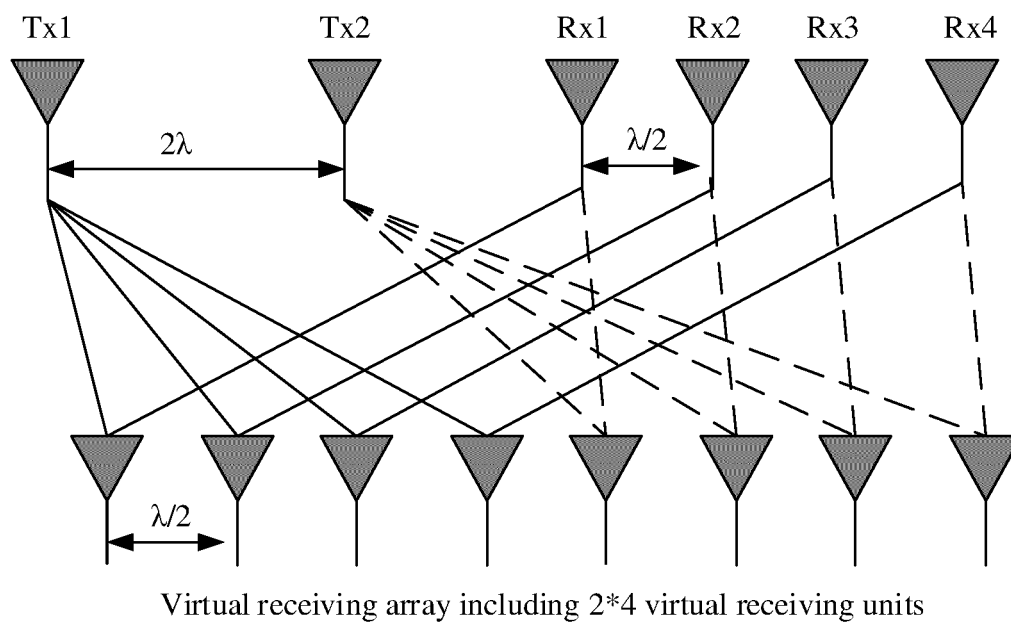 Tx1 Tx2 Rx1 Rx2 Rx3 Rx4
2λ λ/2
λ/2
Virtual receiving array including 2*4 virtual receiving units